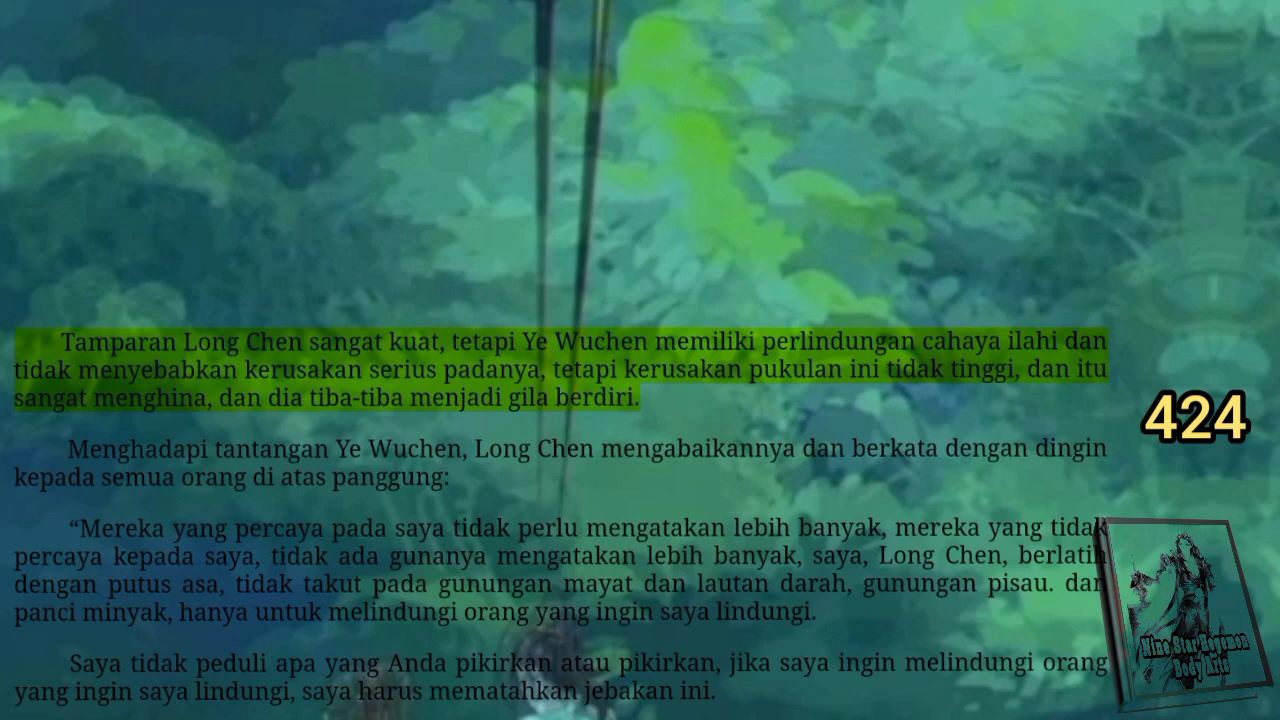 Tamparan Long Chen sangat kuat, tetapi Ye Wuchen memiliki perlindungan cahaya ilahi dan
tidak menyebabkan kerusakan serius padanya, tetapi kerusakan pukulan ini tidak tinggi, dan itu
sangat menghina, dan dia tiba-tiba menjadi gila berdiri.
Menghadapi tantangan Ye Wuchen, Long Chen mengabaikannya dan berkata dengan dingin
kepada semua orang di atas panggung:
“Mereka yang percaya pada saya tidak perlu mengatakan lebih banyak, mereka yang tidak
percaya kepada saya, tidak ada gunanya mengatakan lebih banyak, saya, Long Chen, berlatih
dengan putus asa, tidak takut pada gunungan mayat dan lautan darah, gunungan pisau. dan
panci minyak, hanya untuk melindungi orang yang ingin saya lindungi.
Saya tidak peduli apa yang Anda pikirkan atau pikirkan, jika saya ingin melindungi orang
yang ingin saya lindungi, saya harus mematahkan jebakan ini.
424
Nine Star Hegemon
Body Arts